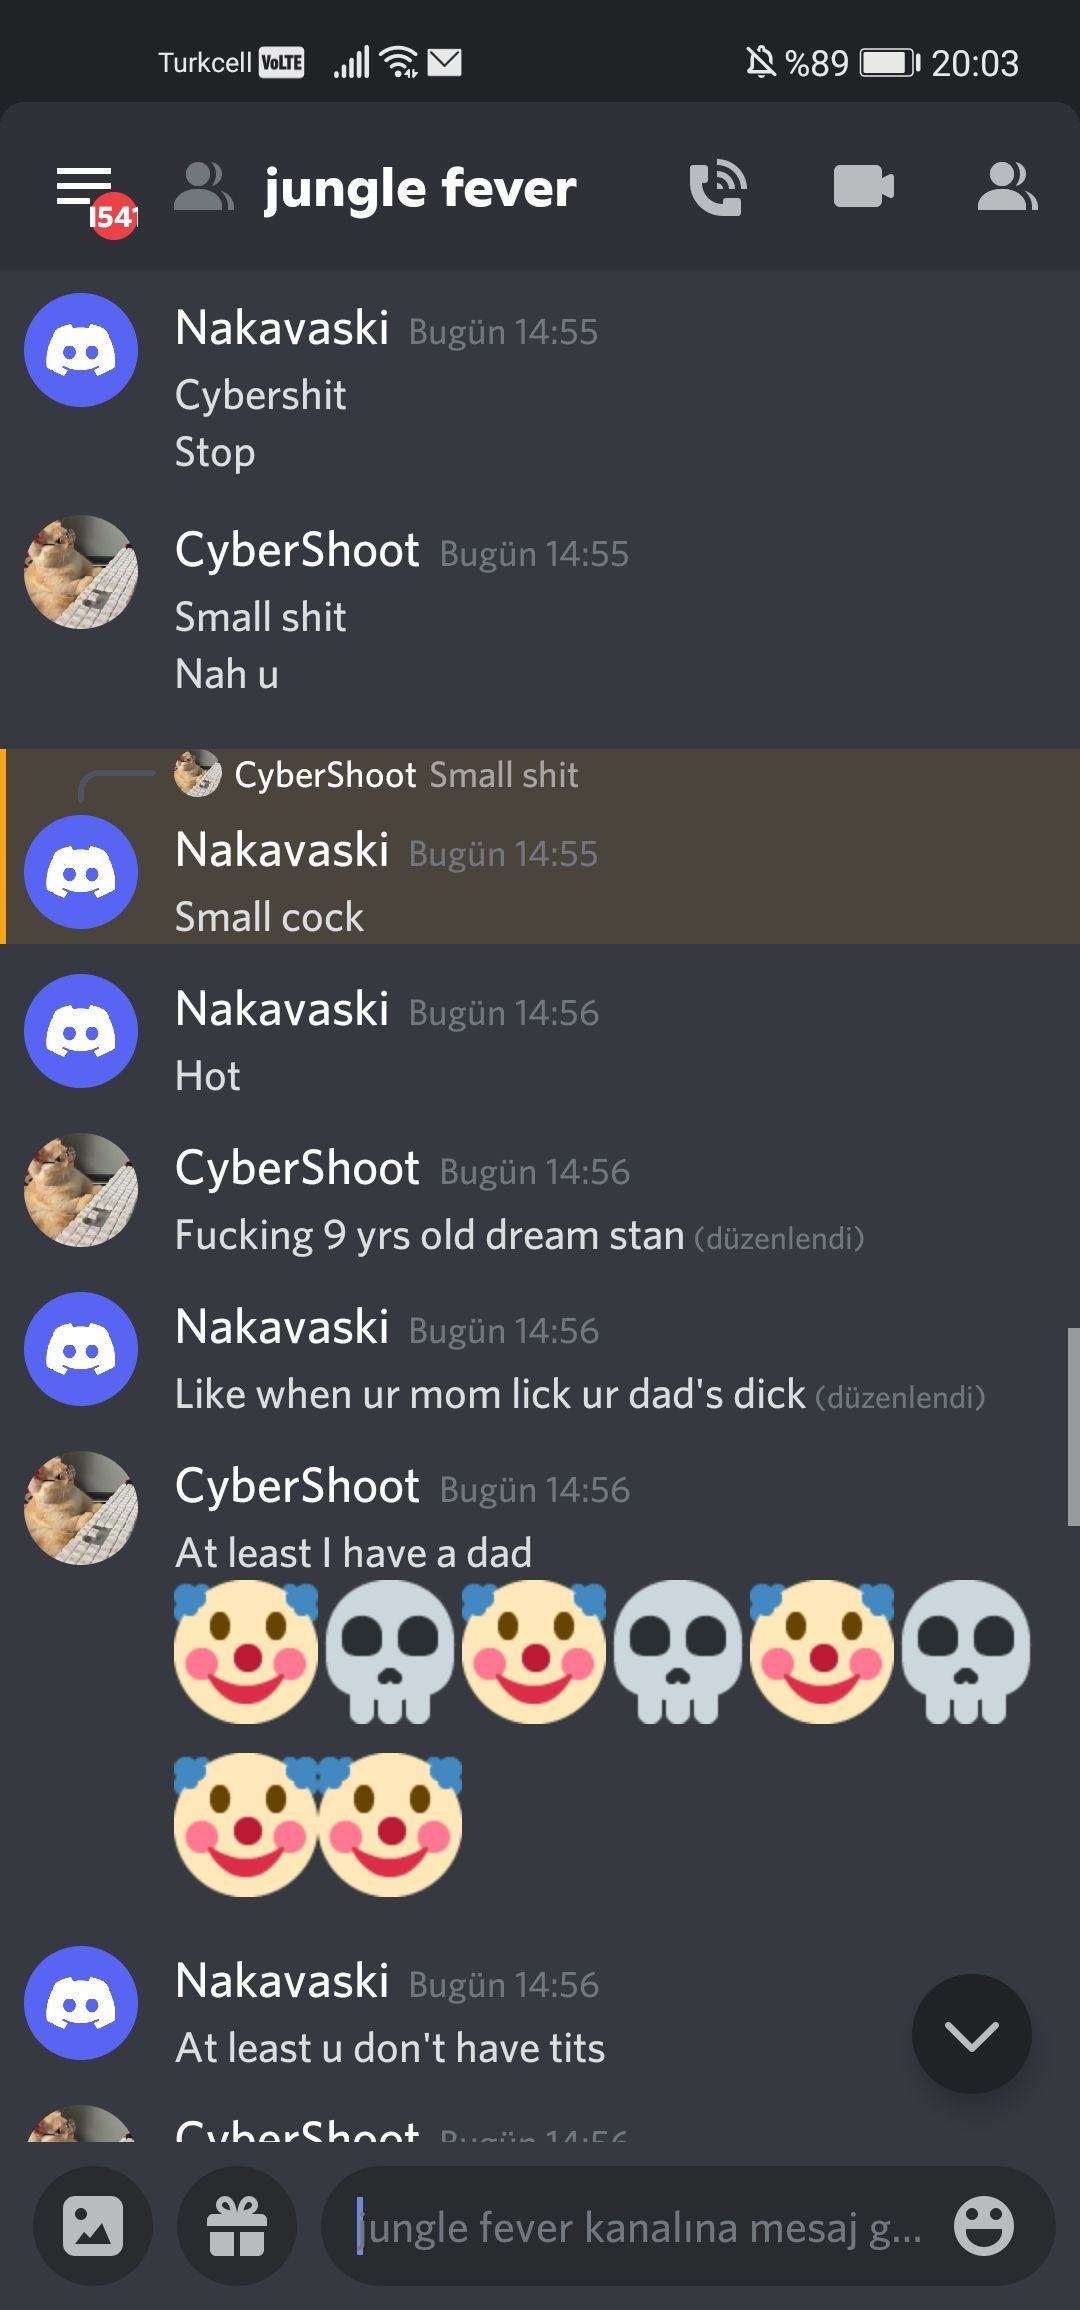 Turkcell VoLTE %89 20:03
jungle fever
Nakavaski Bugün 14:55
Cybershit
Stop
CyberShoot Bugün 14:55
Small shit
Nah u
CyberShoot Small shit
Nakavaski Bugün 14:55
Small cock
Nakavaski Bugün 14:56
Hot
CyberShoot Bugün 14:56
Fucking 9 yrs old dream stan (düzenlendi)
Nakavaski Bugün 14:56
Like when ur mom lick ur dad's dick (düzenlendi)
CyberShoot Bugün 14:56
At least I have a dad
🤡💀🤡💀🤡💀
🤡🤡
Nakavaski Bugün 14:56
At least u don't have tits
CyberShoot Bugün 14:56
jungle fever kanalına mesaj g...